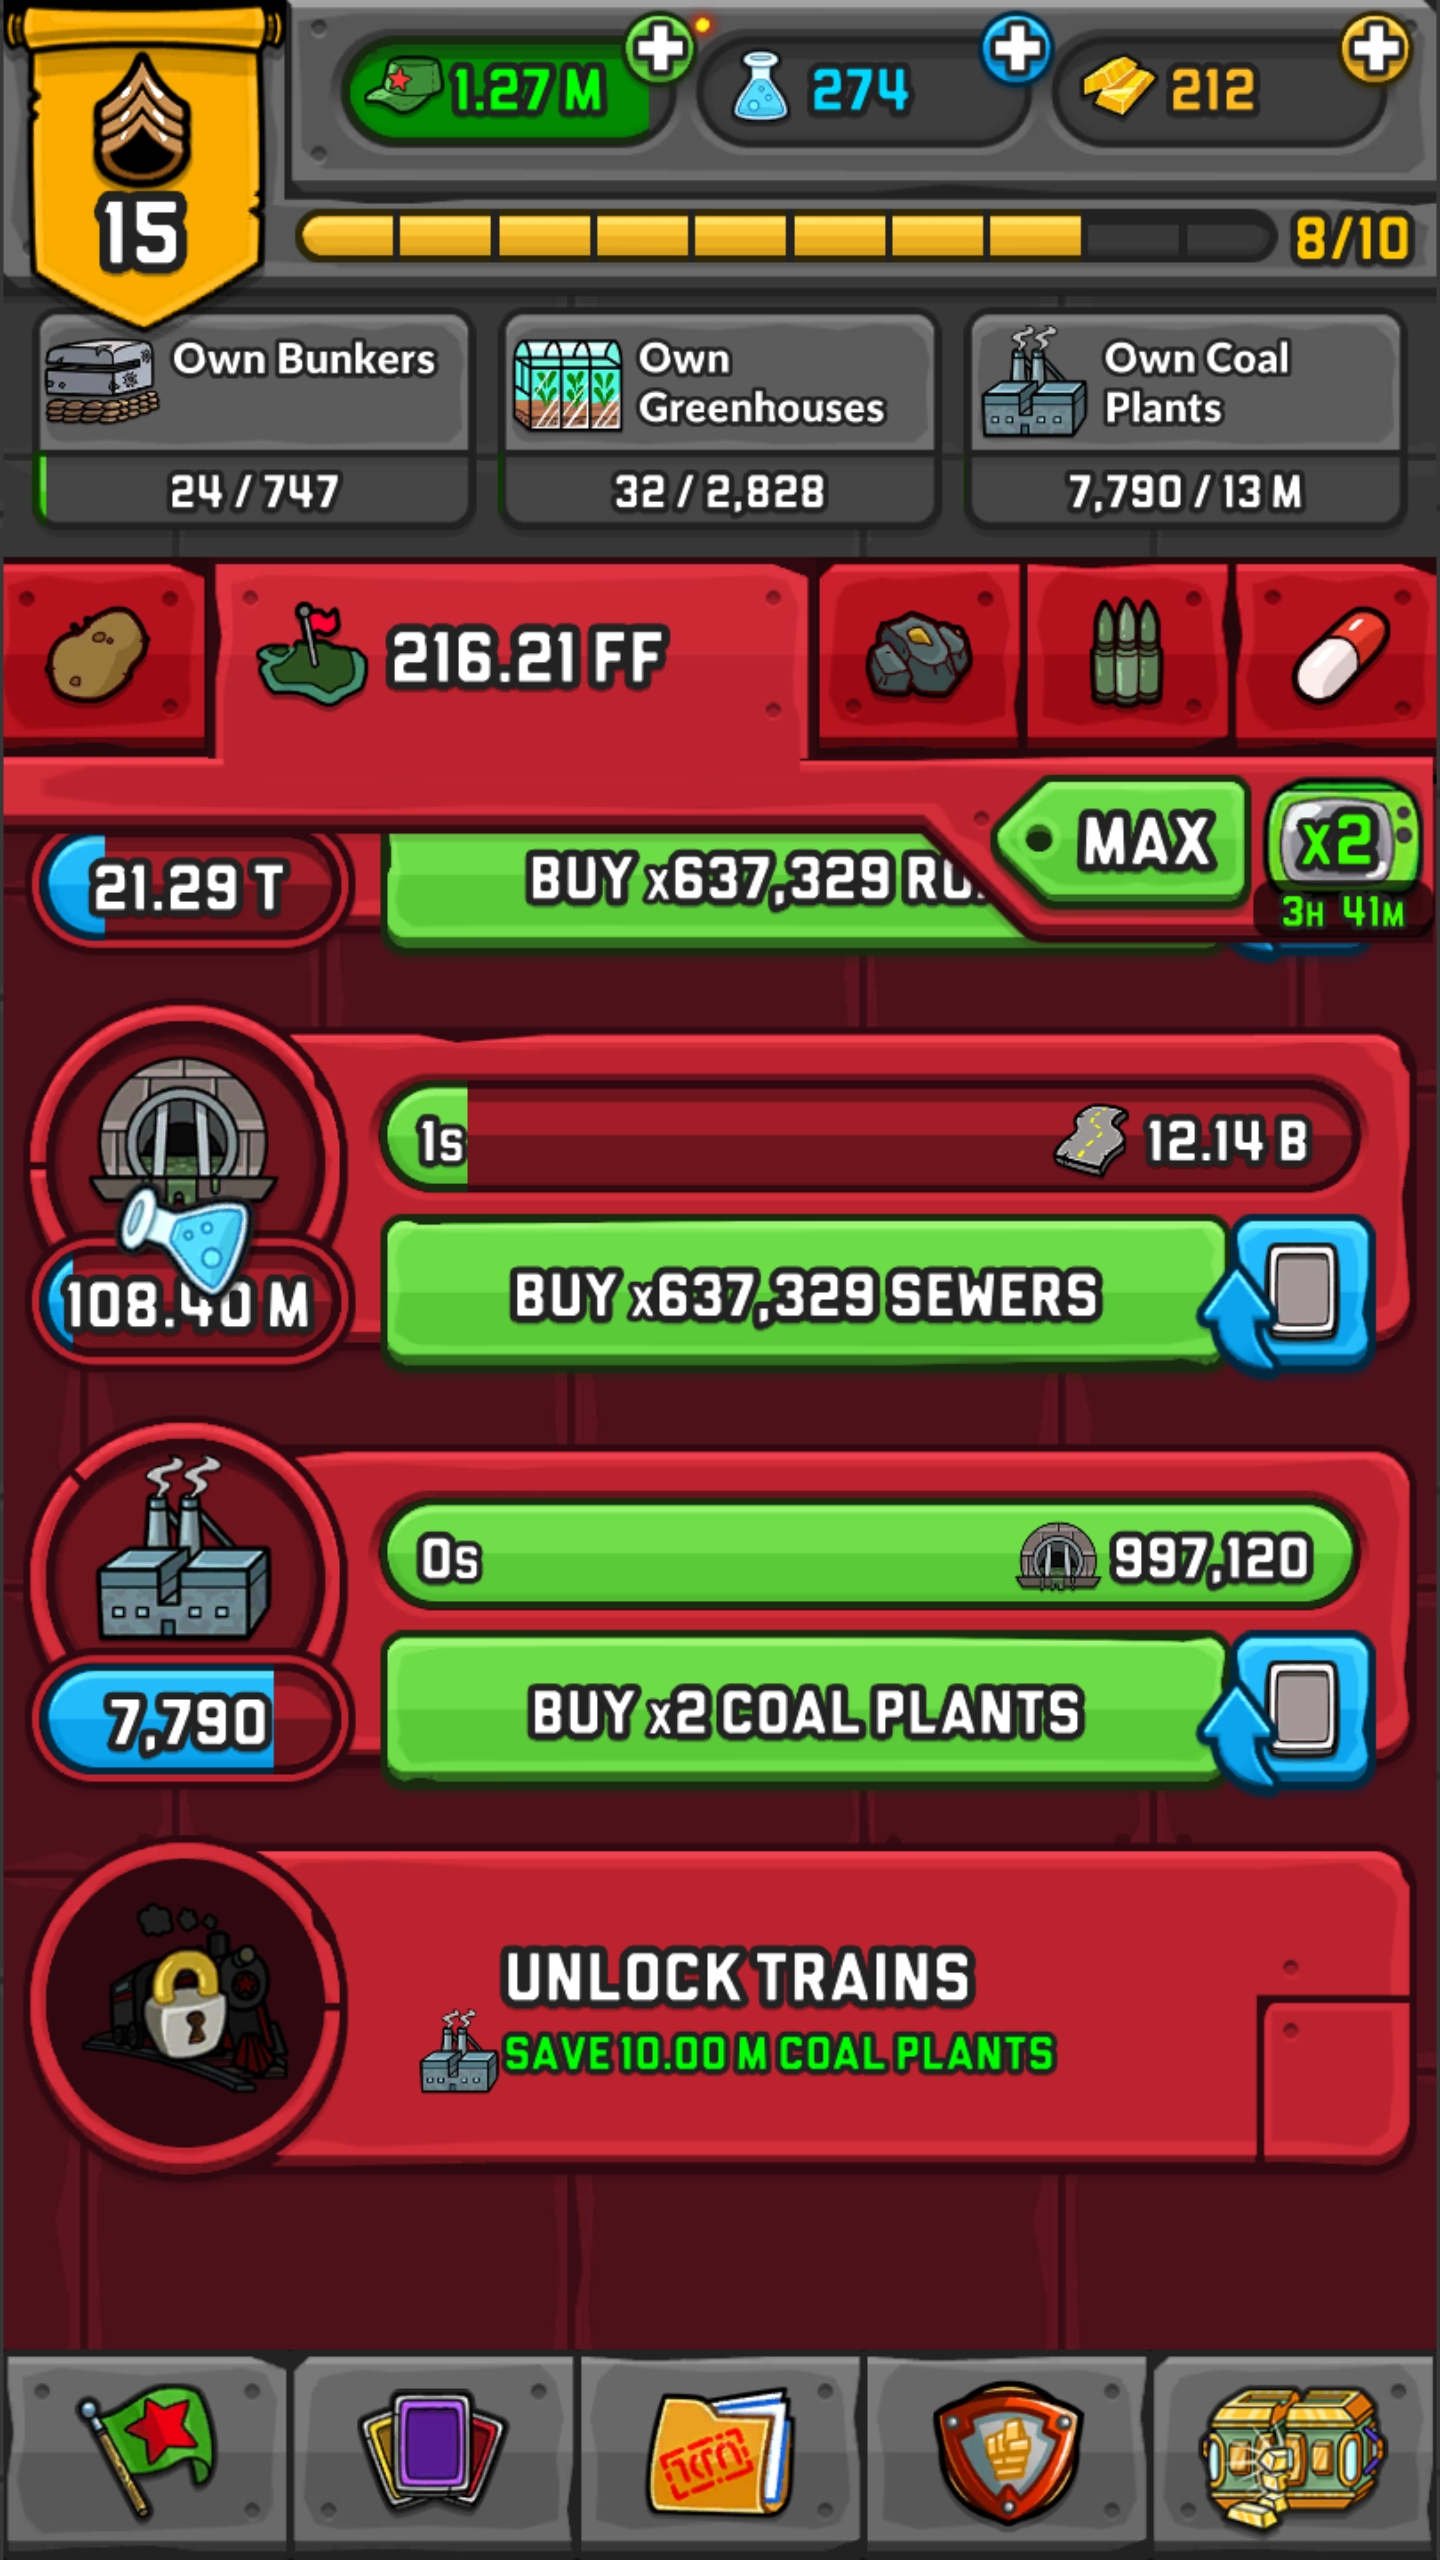 1.27 M
274
212
15
8/10
Own Bunkers
24 / 747
Own
Greenhouses
32 / 2,828
Own Coal
Plants
7,790 / 13 M
216.21 FF
MAX
x2
3H 41M
21.29 T
BUY x637,329
1s
12.14 B
108.40 M
BUY x637,329 SEWERS
0s
997,120
7,790
BUY x2 COAL PLANTS
UNLOCK TRAINS
SAVE 10.00 M COAL PLANTS